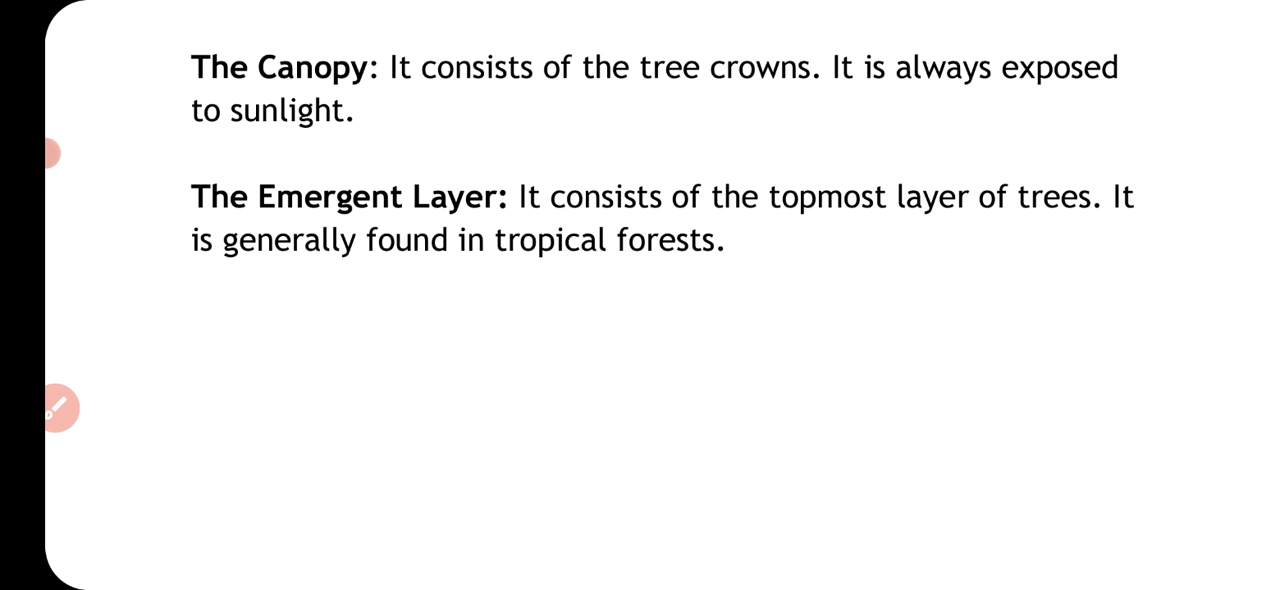 The Canopy: It consists of the tree crowns. It is always exposed
to sunlight.
The Emergent Layer: It consists of the topmost layer of trees. It
is generally found in tropical forests.